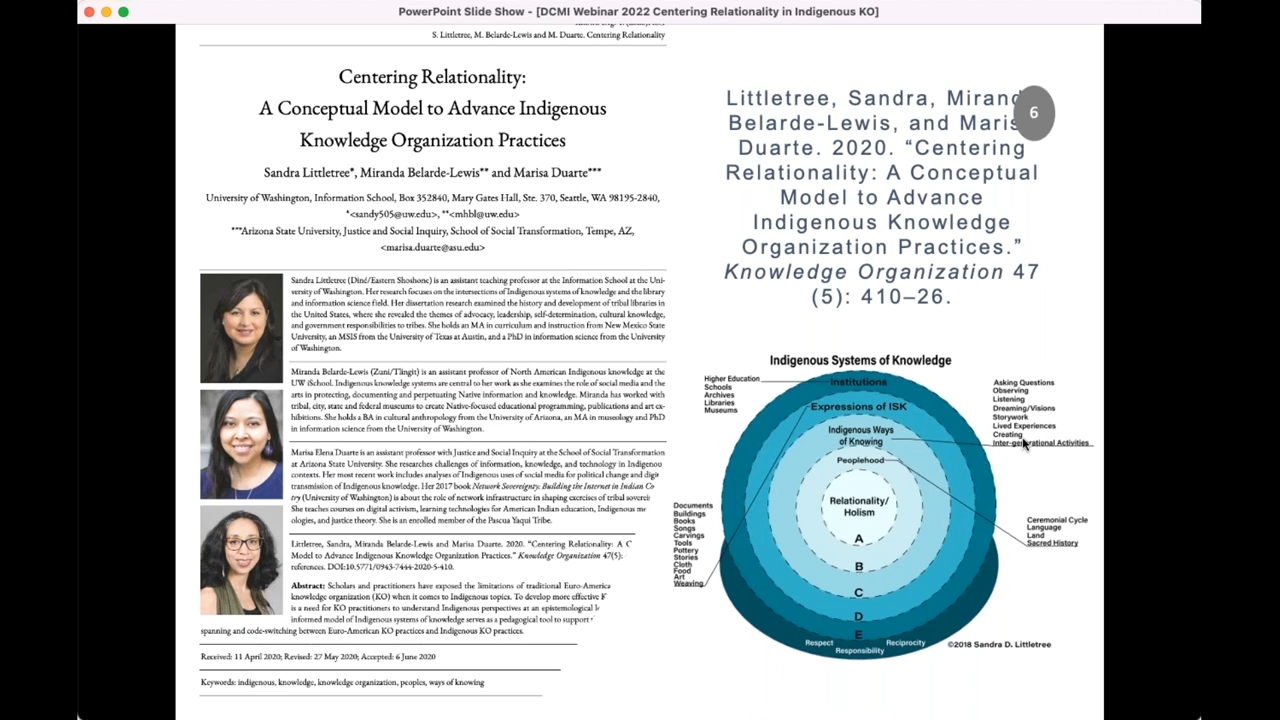 PowerPoint Slide Show - [DCMI Webinar 2022 Centering Relationality in Indigenous KO]
S. Littletree, M. Belarde-Lewis and M. Duarte. Centering Relationality
Centering Relationality:
A Conceptual Model to Advance Indigenous
Knowledge Organization Practices
Sandra Littletree*, Miranda Belarde-Lewis** and Marisa Duarte***
University of Washington, Information School, Box 352840, Mary Gates Hall, Ste. 370, Seattle, WA 98195-2840,
*<sandy505@uw.edu>, **<mhbl@uw.edu>
***Arizona State University, Justice and Social Inquiry, School of Social Transformation, Tempe, AZ,
<marisa.duarte@asu.edu>
Sandra Littletree (Diné/Eastern Shoshone) is an assistant teaching professor at the Information School at the Uni-
versity of Washington. Her research focuses on the intersections of Indigenous systems of knowledge and the library
and information science field. Her dissertation research examined the history and development of tribal libraries in
the United States, where she revealed the themes of advocacy, leadership, self-determination, cultural knowledge,
and government responsibilities to tribes. She holds an MA in curriculum and instruction from New Mexico State
University, an MSIS from the University of Texas at Austin, and a PhD in information science from the University
of Washington.
Miranda Belarde-Lewis (Zuni/Tlingit) is an assistant professor of North American Indigenous knowledge at the
UW iSchool. Indigenous knowledge systems are central to her work as she examines the role of social media and the
arts in protecting, documenting and perpetuating Native information and knowledge. Miranda has worked with
tribal, city, state and federal museums to create Native-focused educational programming, publications and art ex-
hibitions. She holds a BA in cultural anthropology from the University of Arizona, an MA in museology and PhD
in information science from the University of Washington.
Marisa Elena Duarte is an assistant professor with Justice and Social Inquiry at the School of Social Transformation
at Arizona State University. She researches challenges of information, knowledge, and technology in Indigenou
contexts. Her most recent work includes analyses of Indigenous uses of social media for political change and digit
transmission of Indigenous knowledge. Her 2017 book Network Sovereignty: Building the Internet in Indian Co
try (University of Washington) is about the role of network infrastructure in shaping exercises of tribal soverei
She teaches courses on digital activism, learning technologies for American Indian education, Indigenous me
ologies, and justice theory. She is an enrolled member of the Pascua Yaqui Tribe.
Littletree, Sandra, Miranda Belarde-Lewis and Marisa Duarte. 2020. “Centering Relationality: A C
Model to Advance Indigenous Knowledge Organization Practices.” Knowledge Organization 47(5):
references. DOI:10.5771/0943-7444-2020-5-410.
Abstract: Scholars and practitioners have exposed the limitations of traditional Euro-America
knowledge organization (KO) when it comes to Indigenous topics. To develop more effective
is a need for KO practitioners to understand Indigenous perspectives at an epistemological
informed model of Indigenous systems of knowledge serves as a pedagogical tool to support
spanning and code-switching between Euro-American KO practices and Indigenous KO practices.
Received: 11 April 2020; Revised: 27 May 2020; Accepted: 6 June 2020
Keywords: indigenous, knowledge, knowledge organization, peoples, ways of knowing
6
Littletree, Sandra, Mirand
Belarde-Lewis, and Maris
Duarte. 2020. “Centering
Relationality: A Conceptual
Model to Advance
Indigenous Knowledge
Organization Practices.”
Knowledge Organization 47
(5): 410–26.
Indigenous Systems of Knowledge
Higher Education
Schools
Archives
Libraries
Museums
Institutions
Expressions of ISK
Indigenous Ways
of Knowing
Peoplehood
Relationality/
Holism
A
B
C
D
E
Respect
Responsibility
Reciprocity
Asking Questions
Observing
Listening
Dreaming/Visions
Storywork
Lived Experiences
Creating
Inter-generational Activities
Ceremonial Cycle
Language
Land
Sacred History
Documents
Buildings
Books
Songs
Carvings
Tools
Pottery
Stories
Cloth
Food
Art
Weaving
©2018 Sandra D. Littletree